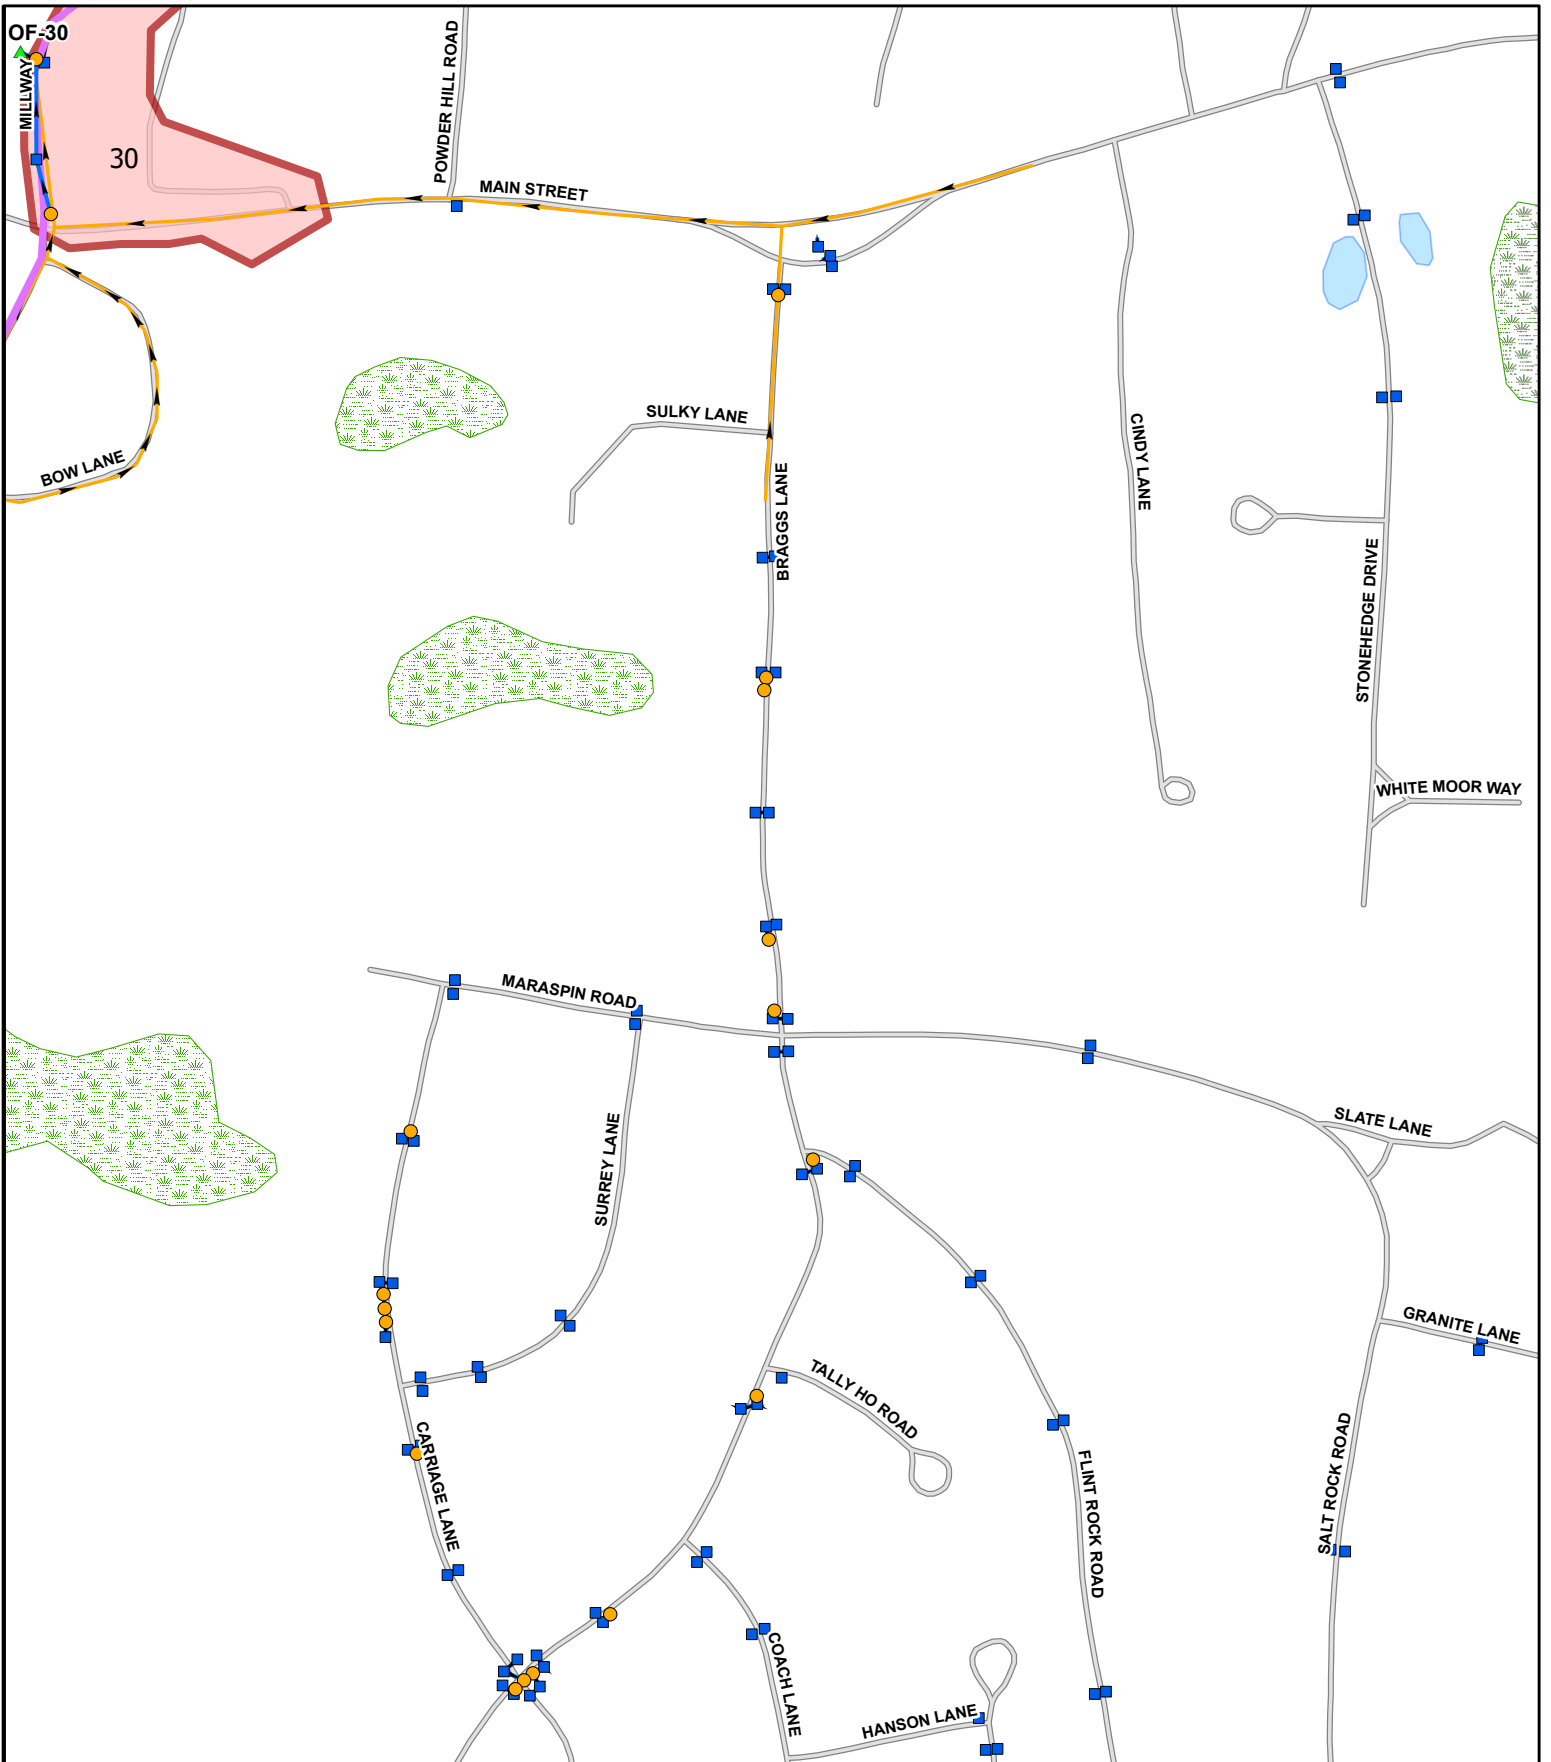 OF-30
MILLWAY
30
POWDER HILL ROAD
MAIN STREET
BOW LANE
SULKY LANE
BRAGGS LANE
CINDY LANE
STONEHEDGE DRIVE
WHITE MOOR WAY
MARASPIN ROAD
SURREY LANE
SLATE LANE
GRANITE LANE
TALLY HO ROAD
CARRIAGE LANE
FLINT ROCK ROAD
SALT ROCK ROAD
COACH LANE
HANSON LANE